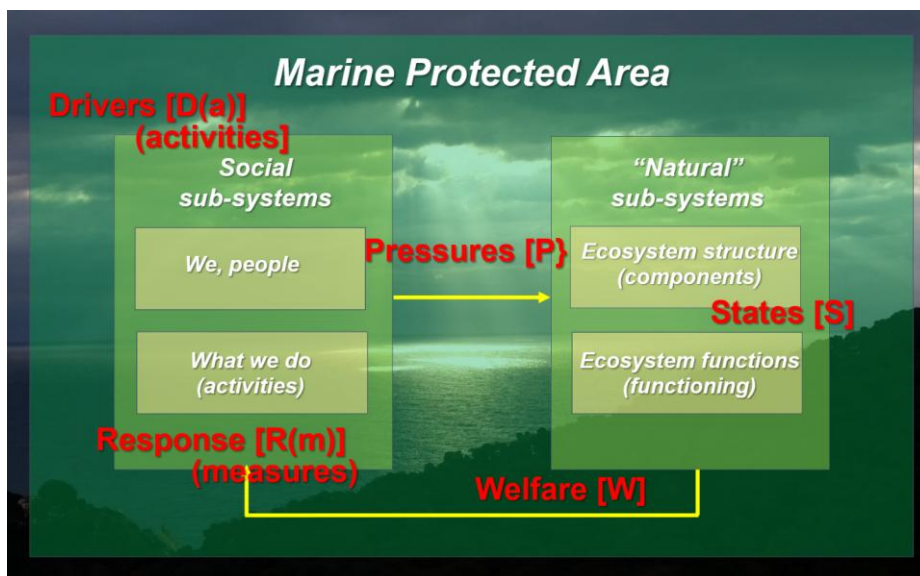 Marine Protected Area
Drivers [D(a)]
(activities]
Social
sub-systems
“Natural”
sub-systems
We, people
Pressures [P}
Ecosystem structure
(components)
States [S]
What we do
(activities)
Ecosystem functions
(functioning)
Response [R(m)]
(measures)
Welfare [W]